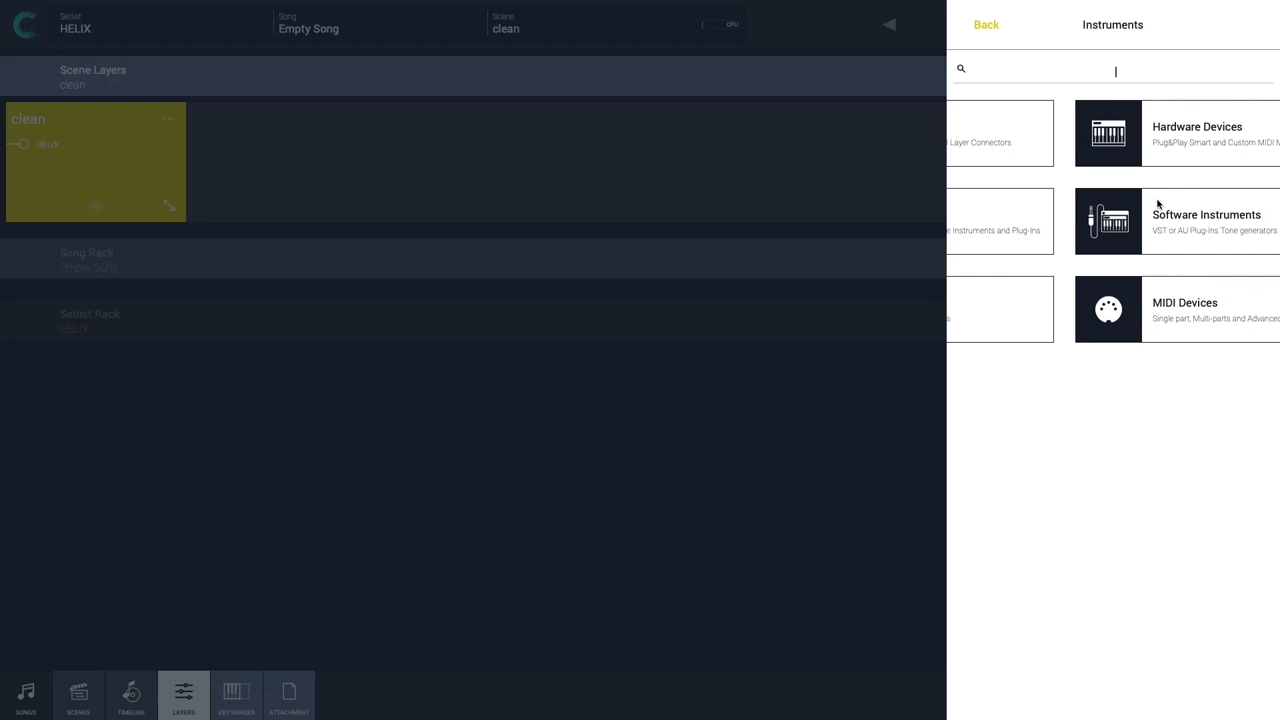 Setlist
HELIX
Song
Empty Song
Scene
clean
CPU
Back
Instruments
Scene Layers
clean
clean
HELIX
Layer Connectors
Hardware Devices
Plug&Play Smart and Custom MIDI M
Instruments and Plug-Ins
Software Instruments
VST or AU Plug-Ins Tone generators
MIDI Devices
Single part, Multi-parts and Advanced
Song Rack
Empty Song
Setlist Rack
HELIX
SONGS
SCENES
TIMELINE
LAYERS
KEY RANGES
ATTACHMENT